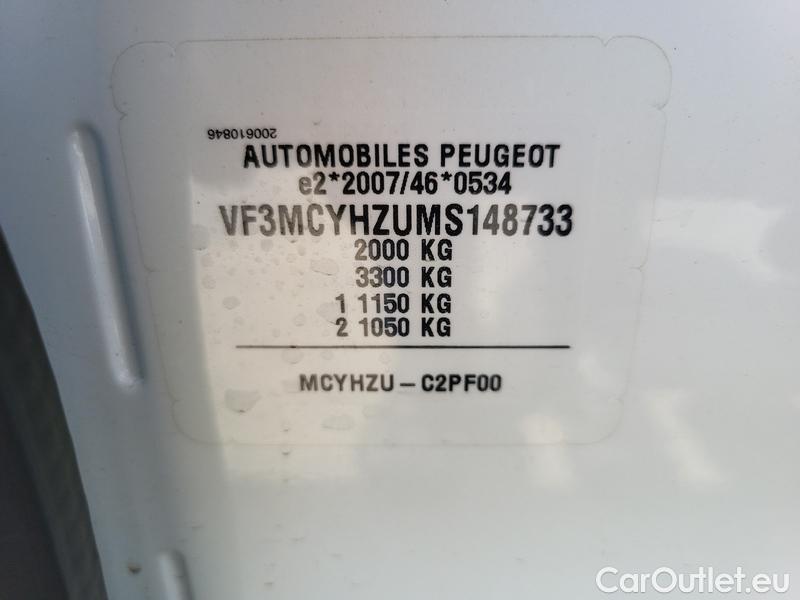 200610846
AUTOMOBILES PEUGEOT
e2*2007/46*0534
VF3MCYHZUMS148733
2000 KG
3300 KG
1 1150 KG
2 1050 KG
MCYHZU – C2PF00
CarOutlet.eu